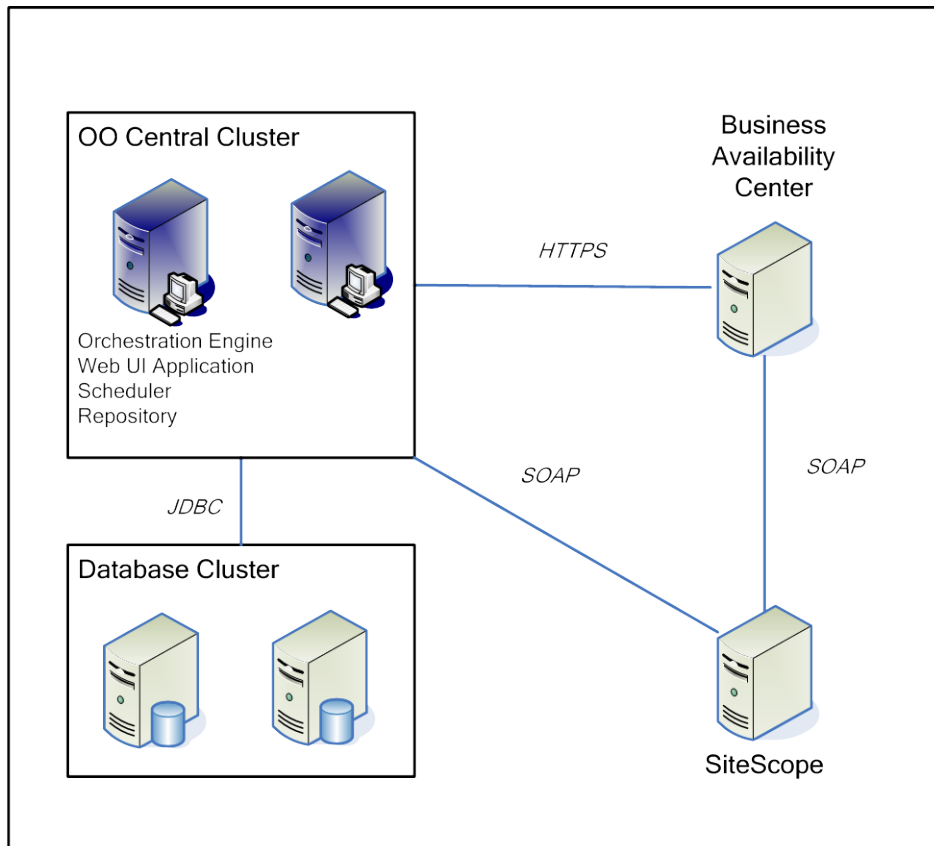 OO Central Cluster
Orchestration Engine
Web UI Application
Scheduler
Repository
Business
Availability
Center
HTTPS
SOAP
SOAP
JDBC
Database Cluster
SiteScope